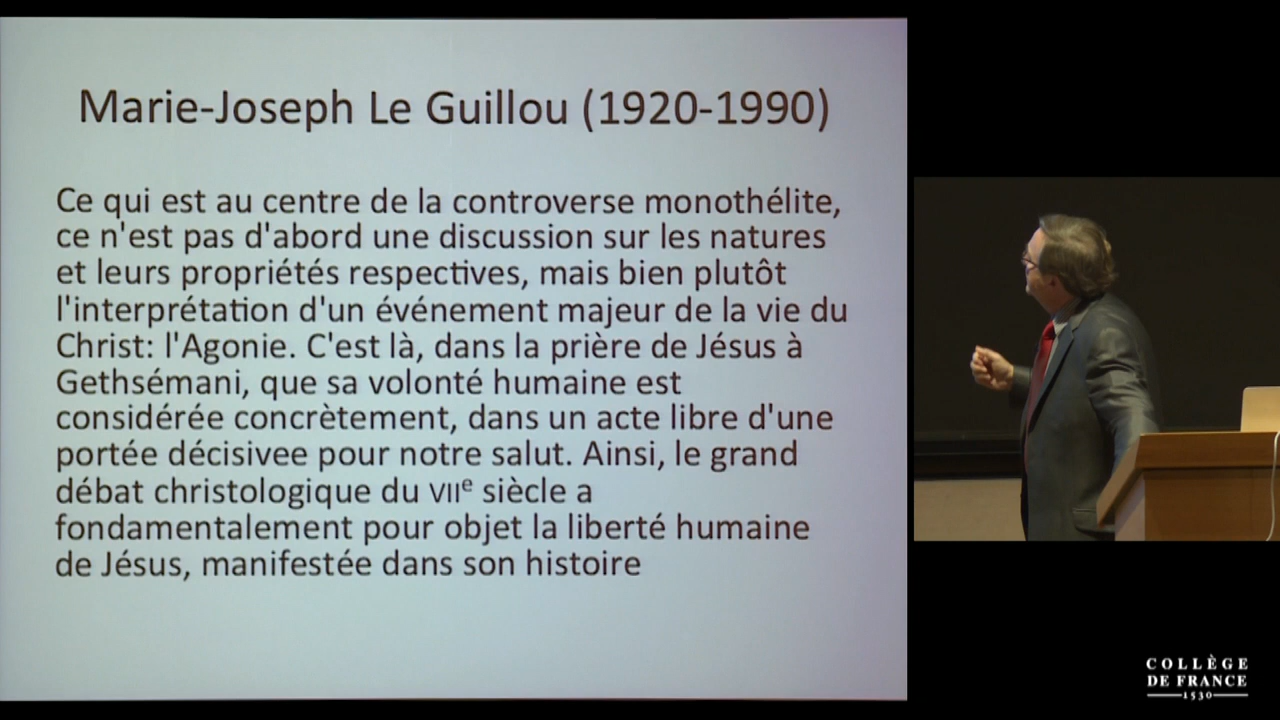 Marie-Joseph Le Guillou (1920-1990)
Ce qui est au centre de la controverse monothélite,
ce n'est pas d'abord une discussion sur les natures
et leurs propriétés respectives, mais bien plutôt
l'interprétation d'un événement majeur de la vie du
Christ: l'Agonie. C'est là, dans la prière de Jésus à
Gethsémani, que sa volonté humaine est
considérée concrètement, dans un acte libre d'une
portée décisivee pour notre salut. Ainsi, le grand
débat christologique du VIIe siècle a
fondamentalement pour objet la liberté humaine
de Jésus, manifestée dans son histoire
COLLÈGE
DE FRANCE
1530